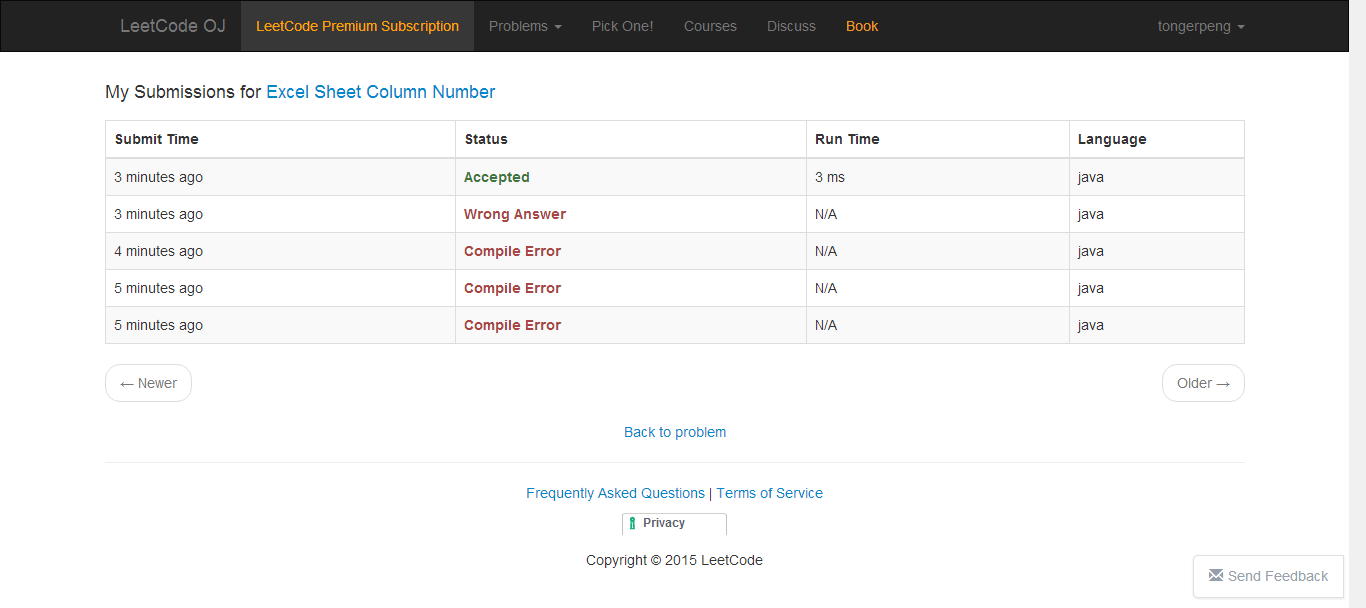 LeetCode OJ LeetCode Premium Subscription Problems Pick One! Courses Discuss Book tongerpeng
My Submissions for Excel Sheet Column Number
Submit Time Status Run Time Language
3 minutes ago Accepted 3 ms java
3 minutes ago Wrong Answer N/A java
4 minutes ago Compile Error N/A java
5 minutes ago Compile Error N/A java
5 minutes ago Compile Error N/A java
← Newer Older →
Back to problem
Frequently Asked Questions | Terms of Service
Privacy
Copyright © 2015 LeetCode
Send Feedback